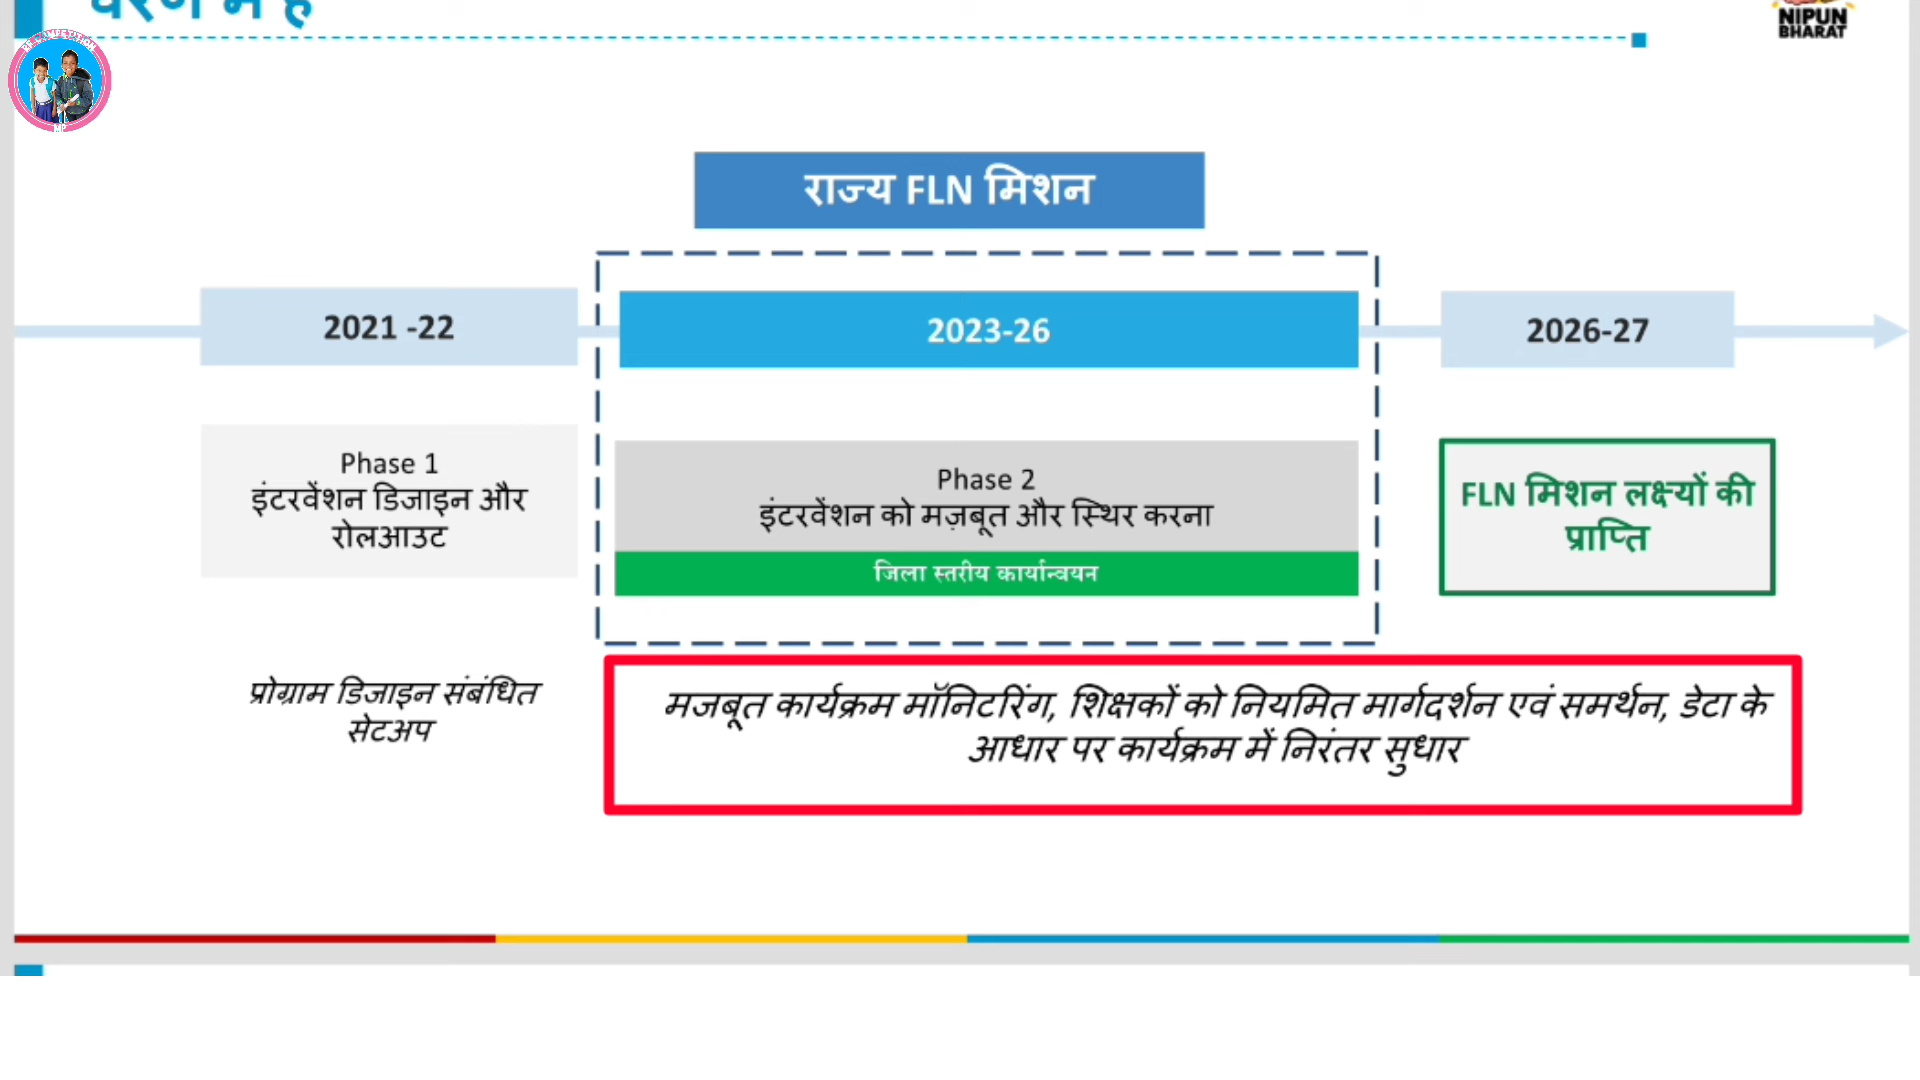 चरण में है
NIPUN
BHARAT
MP
राज्य FLN मिशन
2021 -22
2023-26
2026-27
Phase 1
इंटरवेंशन डिजाइन और
रोलआउट
Phase 2
इंटरवेंशन को मज़बूत और स्थिर करना
जिला स्तरीय कार्यान्वयन
FLN मिशन लक्ष्यों की
प्राप्ति
प्रोग्राम डिजाइन संबंधित
सेटअप
मजबूत कार्यक्रम मॉनिटरिंग, शिक्षकों को नियमित मार्गदर्शन एवं समर्थन, डेटा के
आधार पर कार्यक्रम में निरंतर सुधार